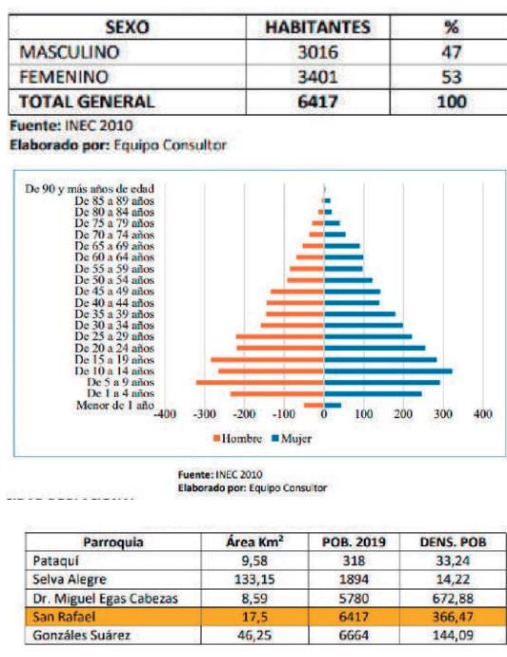 SEXO HABITANTES %
MASCULINO 3016 47
FEMENINO 3401 53
TOTAL GENERAL 6417 100
Fuente: INEC 2010
Elaborado por: Equipo Consultor
De 90 y más años de edad
De 85 a 89 años
De 80 a 84 años
De 75 a 79 años
De 70 a 74 años
De 65 a 69 años
De 60 a 64 años
De 55 a 59 años
De 50 a 54 años
De 45 a 49 años
De 40 a 44 años
De 35 a 39 años
De 30 a 34 años
De 25 a 29 años
De 20 a 24 años
De 15 a 19 años
De 10 a 14 años
De 5 a 9 años
De 1 a 4 años
Menor de 1 año
-400 -300 -200 -100 0 100 200 300 400
Hombre Mujer
Fuente: INEC 2010
Elaborado por: Equipo Consultor
Parroquia Área Km² POB. 2019 DENS. POB
Pataquí 9,58 318 33,24
Selva Alegre 133,15 1894 14,22
Dr. Miguel Egas Cabezas 8,59 5780 672,88
San Rafael 17,5 6417 366,47
Gonzáles Suárez 46,25 6664 144,09